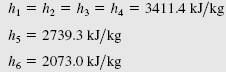 h₁ = h₂ = h₃ = h₄ = 3411.4 kJ/kg
h₅ = 2739.3 kJ/kg
h₆ = 2073.0 kJ/kg